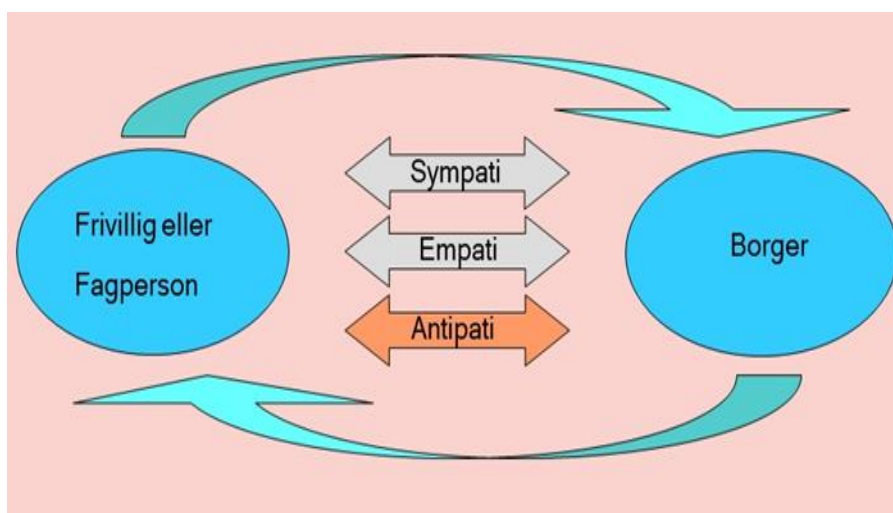 Sympati
Frivillig eller
Fagperson
Empati
Borger
Antipati